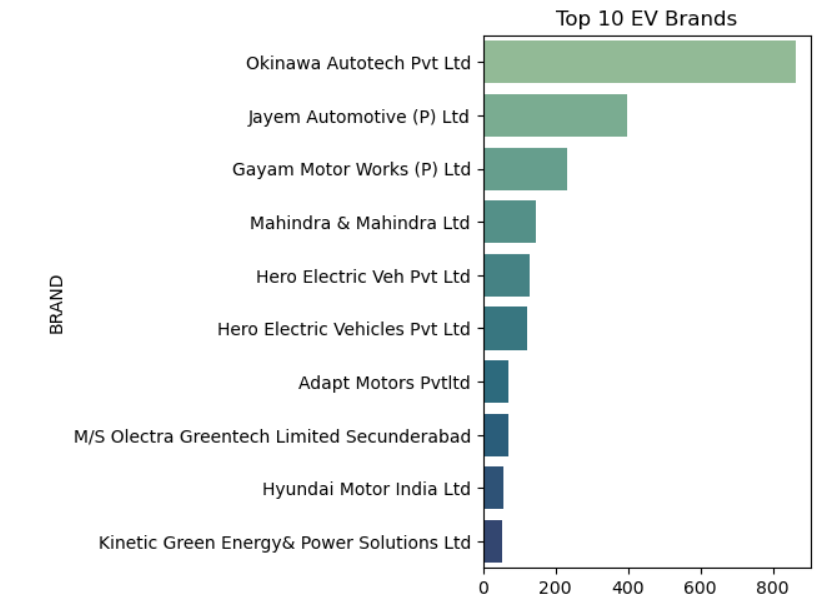 Top 10 EV Brands
Okinawa Autotech Pvt Ltd
Jayem Automotive (P) Ltd
Gayam Motor Works (P) Ltd
Mahindra & Mahindra Ltd
Hero Electric Veh Pvt Ltd
Hero Electric Vehicles Pvt Ltd
Adapt Motors Pvtltd
M/S Olectra Greentech Limited Secunderabad
Hyundai Motor India Ltd
Kinetic Green Energy& Power Solutions Ltd
BRAND
0 200 400 600 800